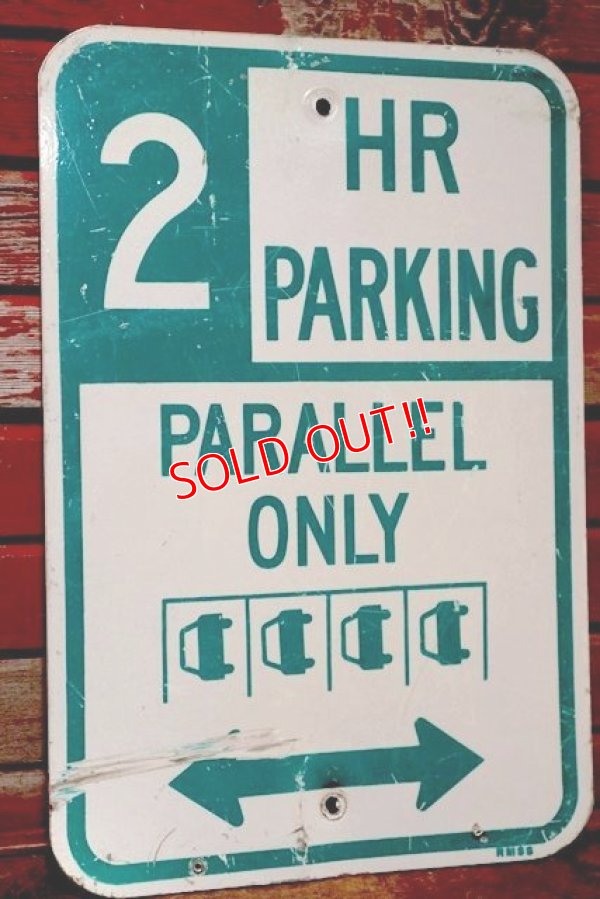 2 HR
PARKING
PARALLEL
SOLD OUT!!
ONLY